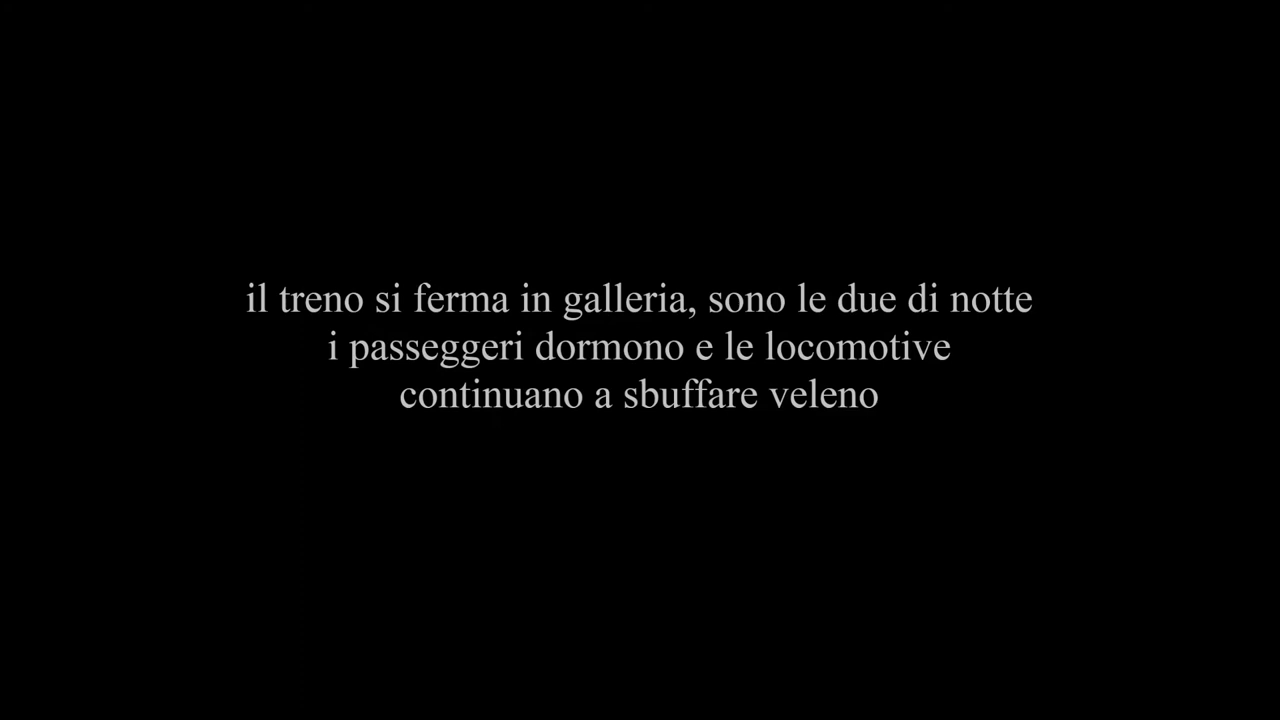 il treno si ferma in galleria, sono le due di notte
i passeggeri dormono e le locomotive
continuano a sbuffare veleno